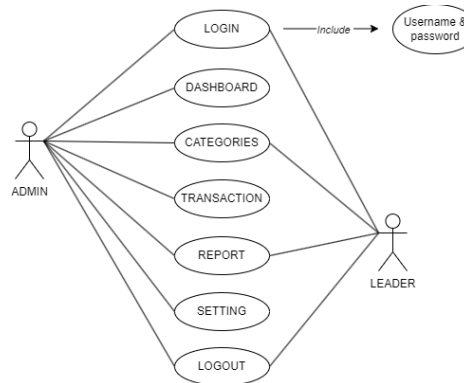 LOGIN
Include
Username &
password
DASHBOARD
CATEGORIES
ADMIN
TRANSACTION
REPORT
LEADER
SETTING
LOGOUT